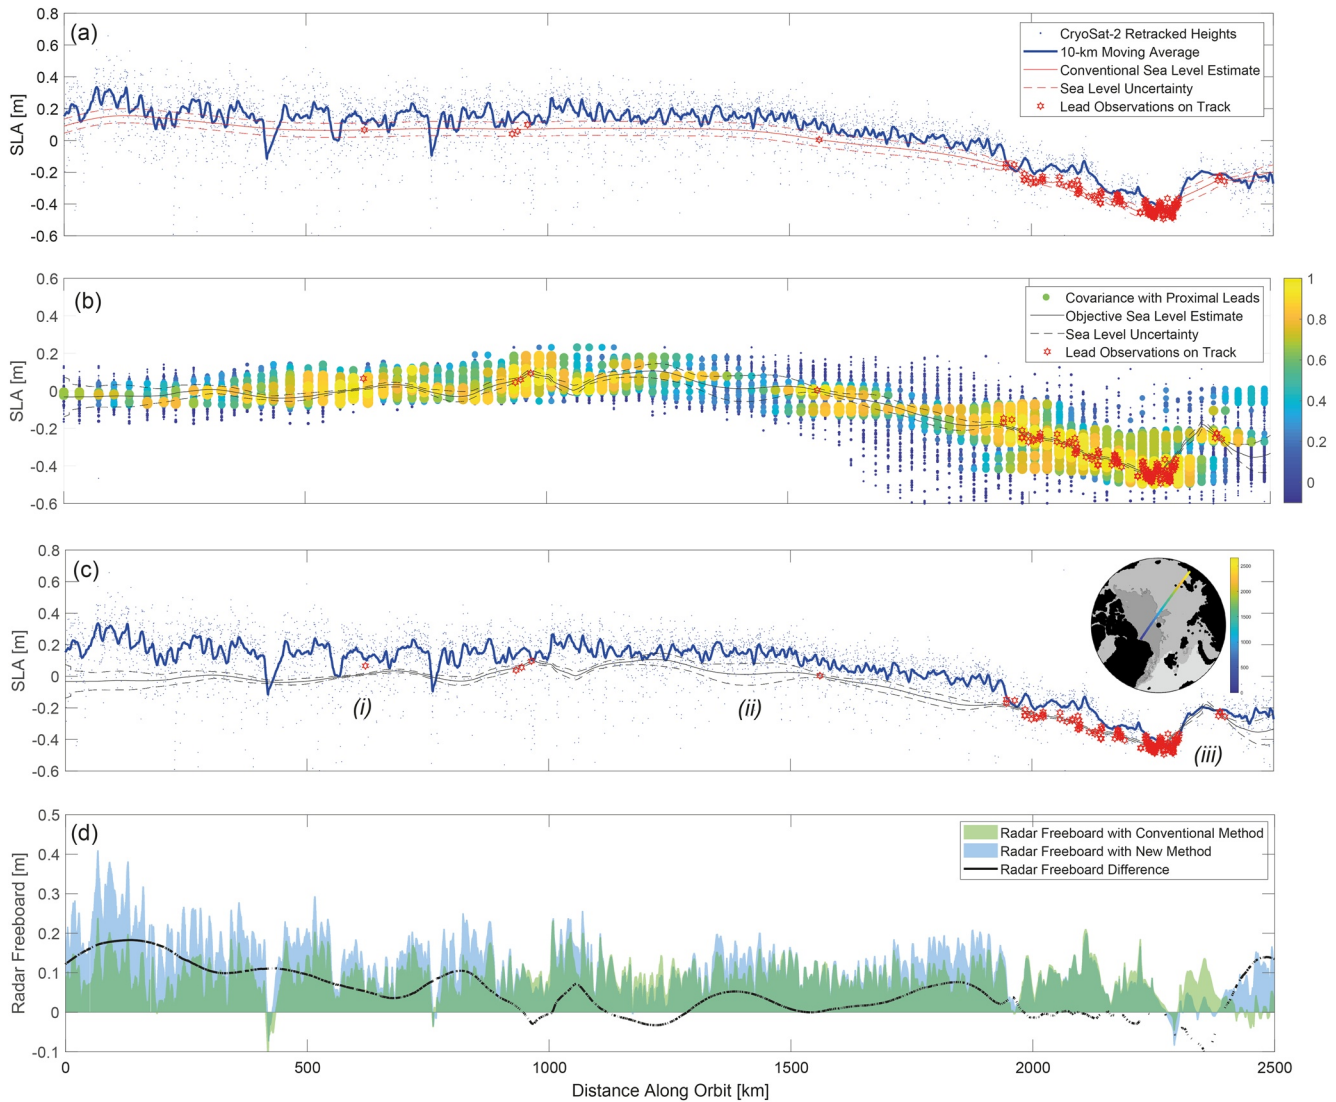 (a)
0.8
0.6
0.4
0.2
0
-0.2
-0.4
-0.6
SLA [m]
CryoSat-2 Retracked Heights
10-km Moving Average
Conventional Sea Level Estimate
Sea Level Uncertainty
Lead Observations on Track
(b)
0.6
0.4
0.2
0
-0.2
-0.4
-0.6
SLA [m]
Covariance with Proximal Leads
Objective Sea Level Estimate
Sea Level Uncertainty
Lead Observations on Track
1
0.8
0.6
0.4
0.2
0
(c)
0.8
0.6
0.4
0.2
0
-0.2
-0.4
-0.6
SLA [m]
(i)
(ii)
(iii)
2500
2000
1500
1000
500
0
(d)
0.5
0.4
0.3
0.2
0.1
0
-0.1
Radar Freeboard [m]
Radar Freeboard with Conventional Method
Radar Freeboard with New Method
Radar Freeboard Difference
0 500 1000 1500 2000 2500
Distance Along Orbit [km]